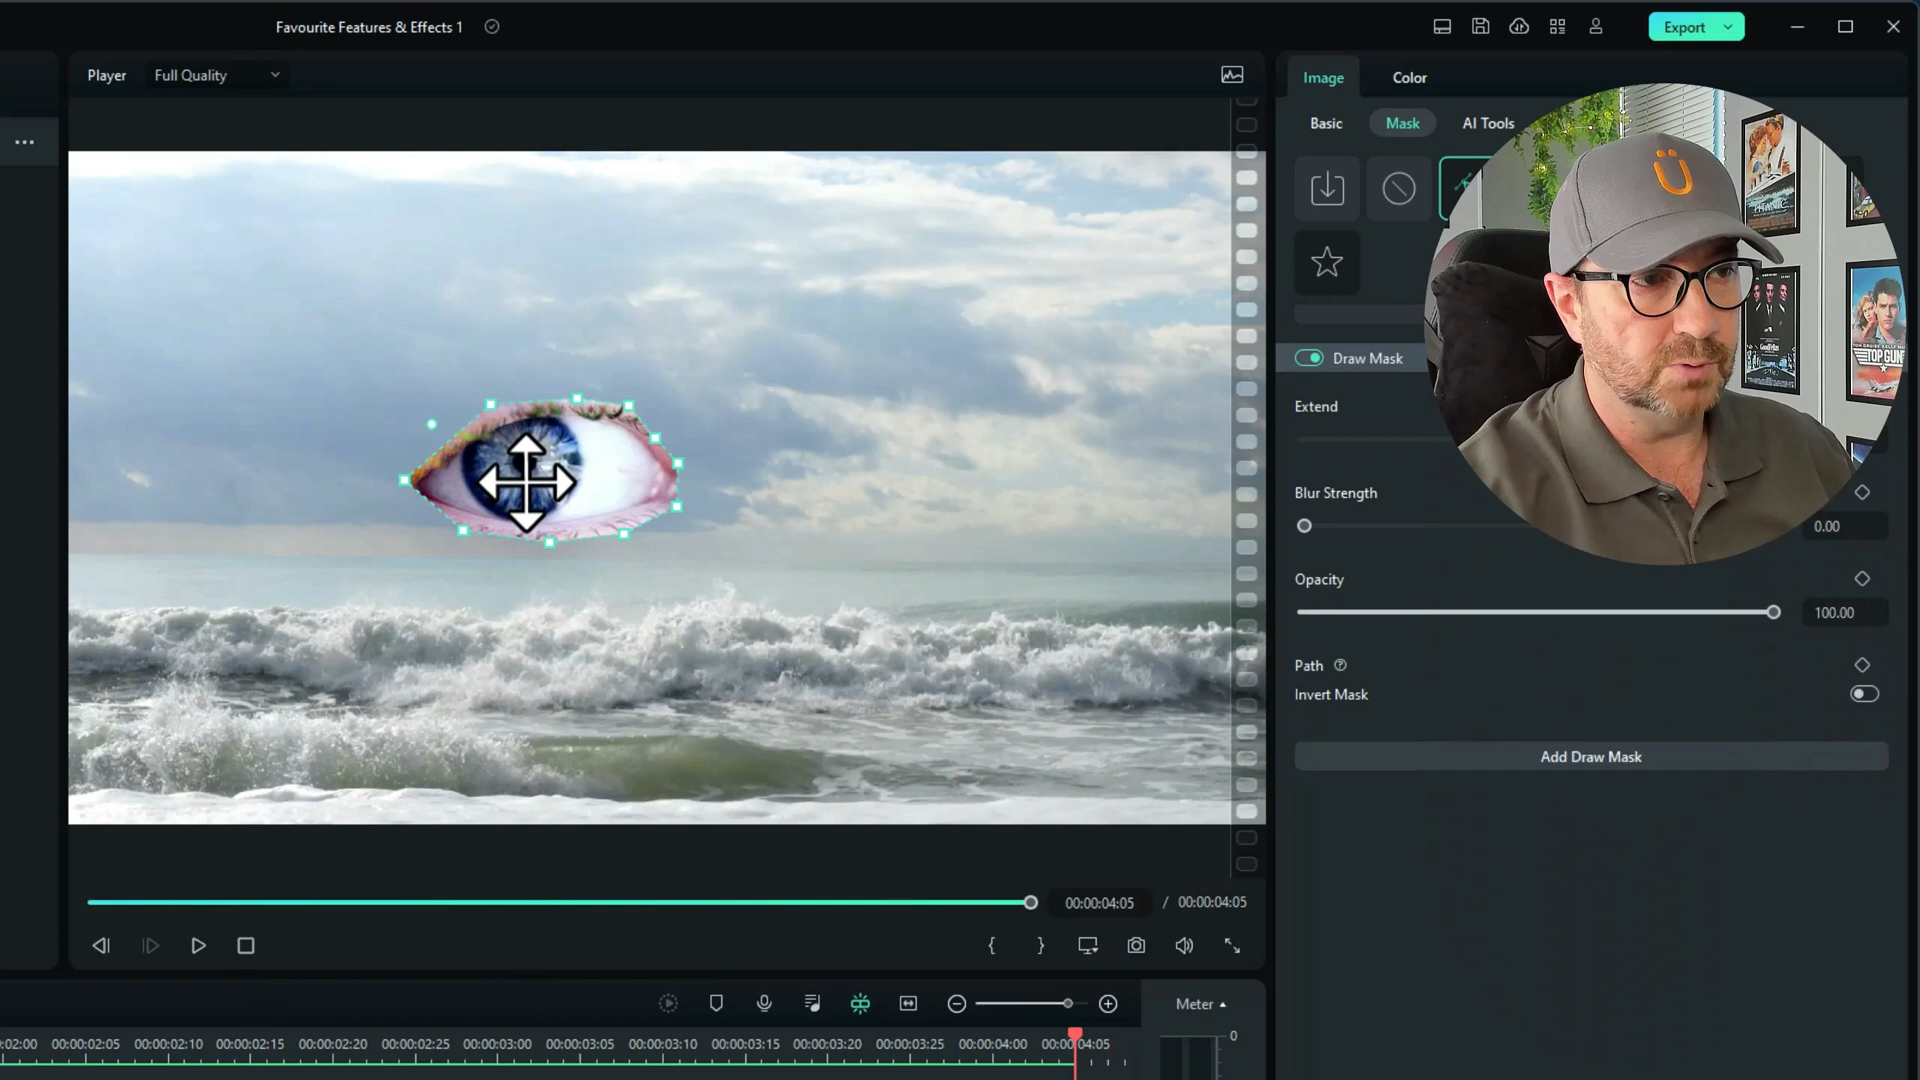 Favourite Features & Effects 1
Export
Player
Full Quality
Image
Color
Basic
Mask
AI Tools
Ü
TITANIC
GoodFellas
TOM CRUISE KELLY
TOP GUN
Draw Mask
Extend
Blur Strength
0.00
Opacity
100.00
Path
Invert Mask
Add Draw Mask
00:00:04:05 / 00:00:04:05
{ }
Meter
:02:00 00:00:02:05 00:00:02:10 00:00:02:15 00:00:02:20 00:00:02:25 00:00:03:00 00:00:03:05 00:00:03:10 00:00:03:15 00:00:03:20 00:00:03:25 00:00:04:00 00:00:04:05
0